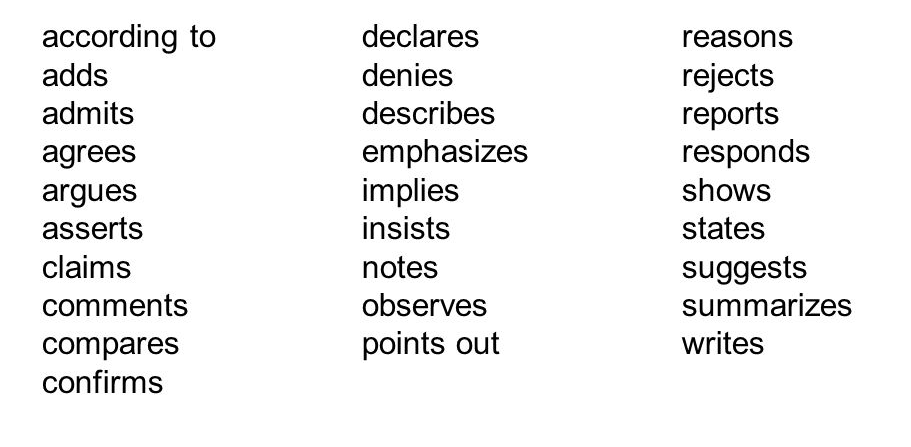 according to
adds
admits
agrees
argues
asserts
claims
comments
compares
confirms
declares
denies
describes
emphasizes
implies
insists
notes
observes
points out
reasons
rejects
reports
responds
shows
states
suggests
summarizes
writes